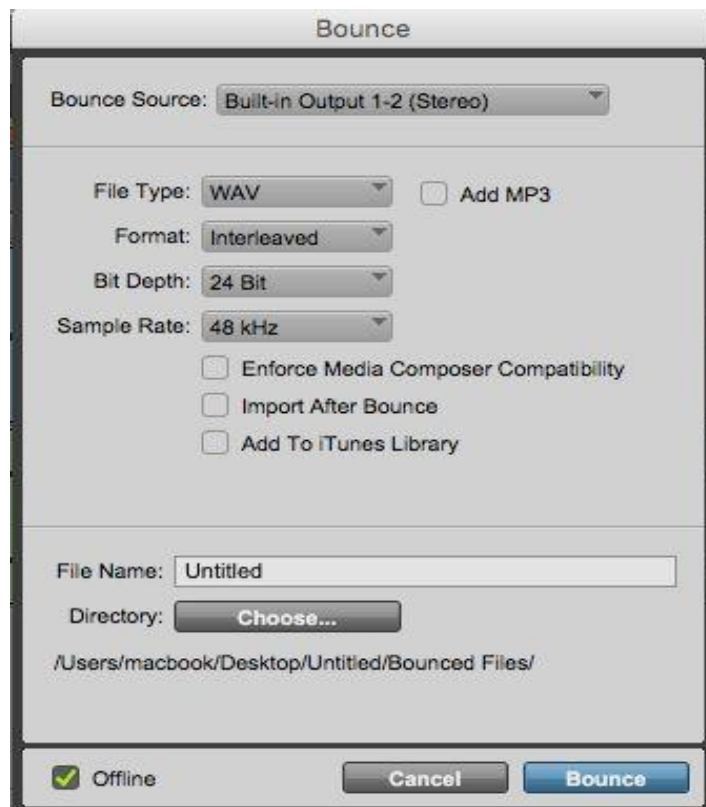 Bounce
Bounce Source: Built-in Output 1-2 (Stereo)
File Type: WAV Add MP3
Format: Interleaved
Bit Depth: 24 Bit
Sample Rate: 48 kHz
Enforce Media Composer Compatibility
Import After Bounce
Add To iTunes Library
File Name: Untitled
Directory: Choose...
/Users/macbook/Desktop/Untitled/Bounced Files/
Offline Cancel Bounce